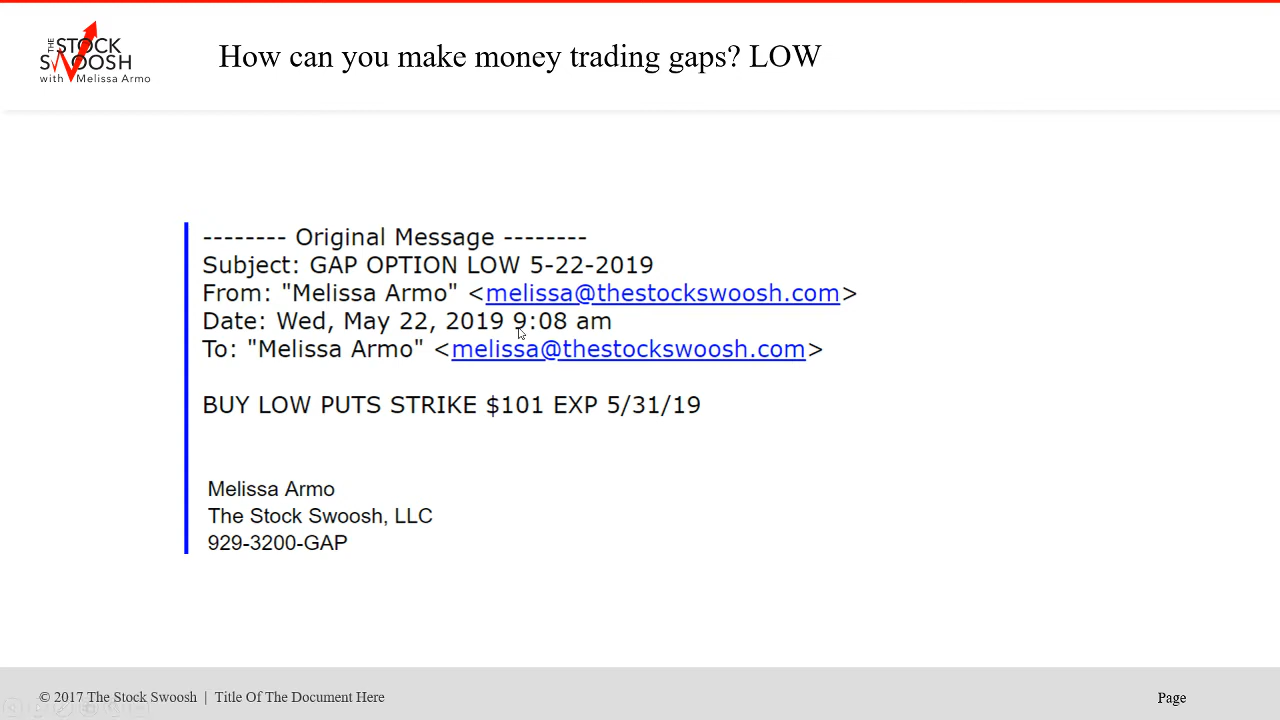 THE
STOCK
SWOOSH
with Melissa Armo
How can you make money trading gaps? LOW
-------- Original Message --------
Subject: GAP OPTION LOW 5-22-2019
From: "Melissa Armo" <melissa@thestockswoosh.com>
Date: Wed, May 22, 2019 9:08 am
To: "Melissa Armo" <melissa@thestockswoosh.com>
BUY LOW PUTS STRIKE $101 EXP 5/31/19
Melissa Armo
The Stock Swoosh, LLC
929-3200-GAP
© 2017 The Stock Swoosh | Title Of The Document Here
Page